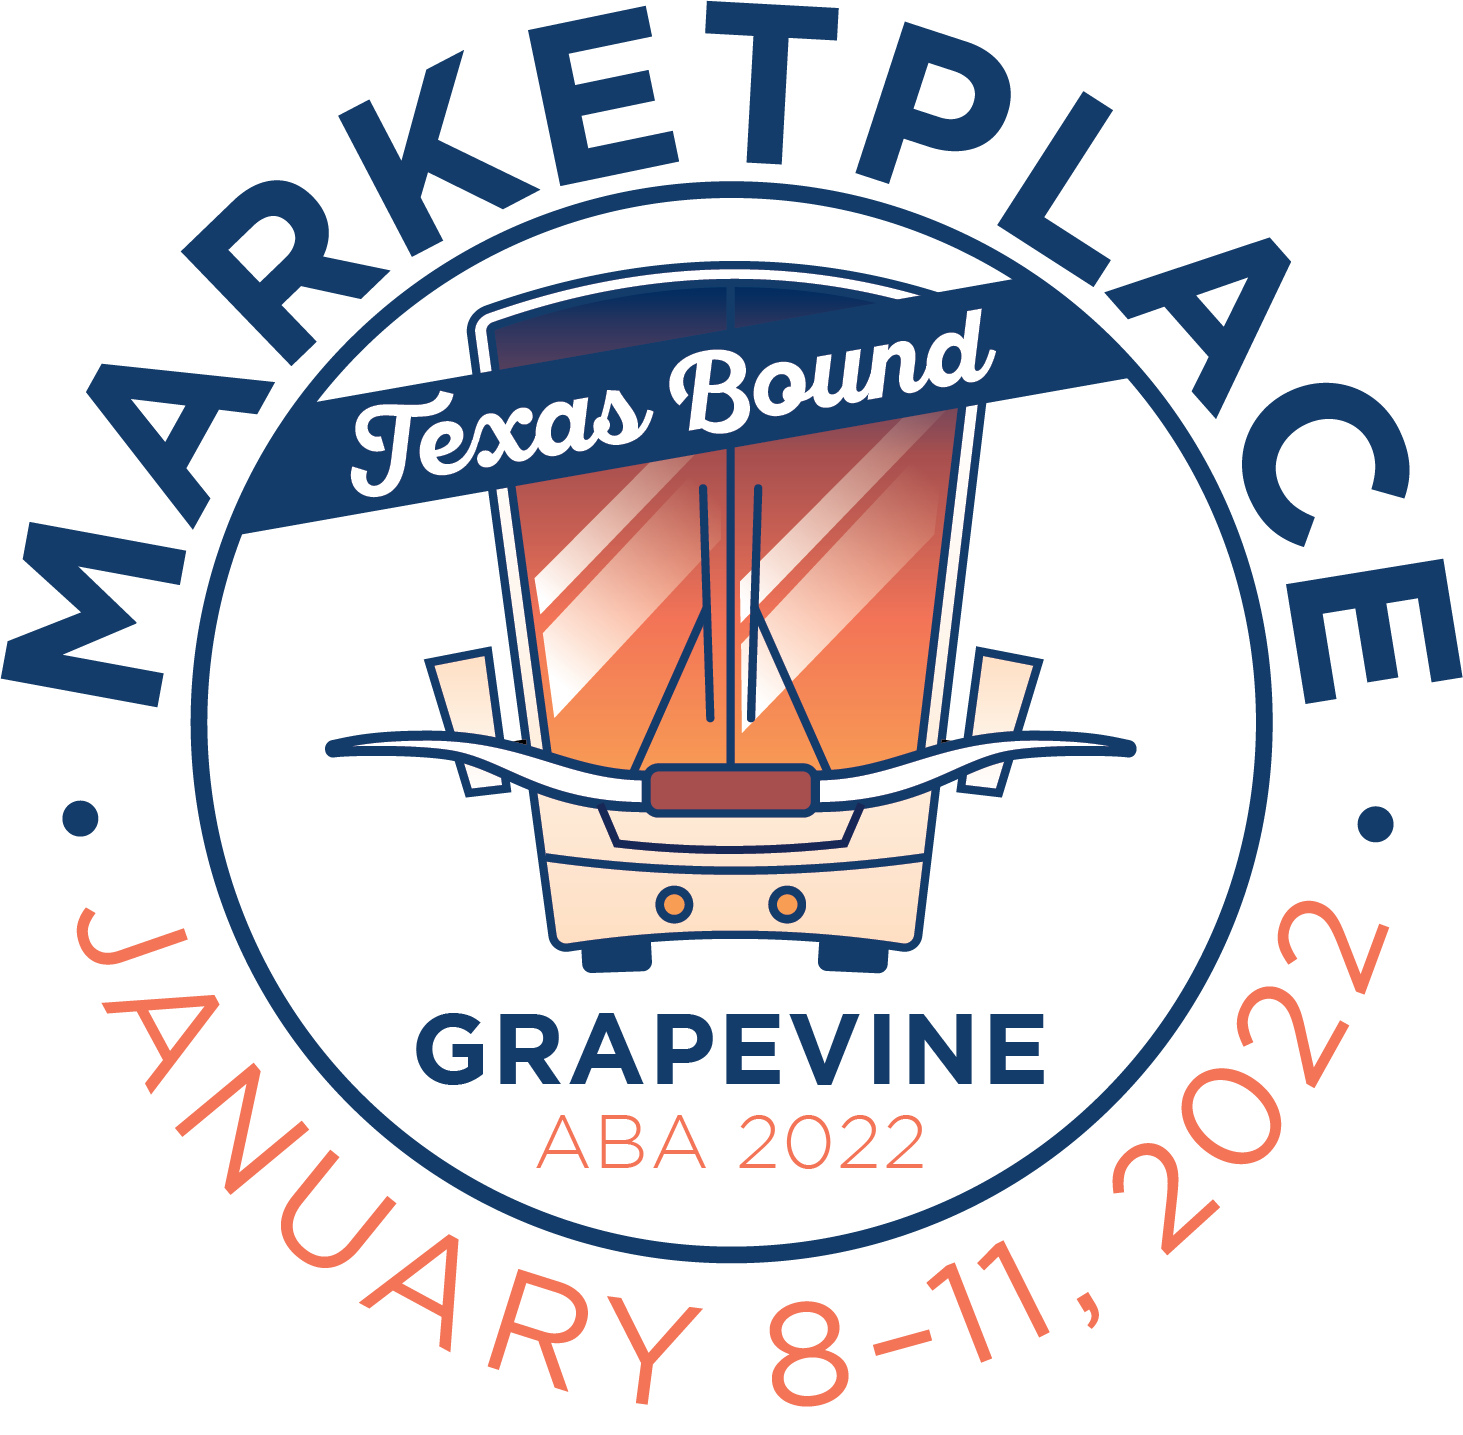 MARKETPLACE
Texas Bound
GRAPEVINE
ABA 2022
JANUARY 8-11, 2022